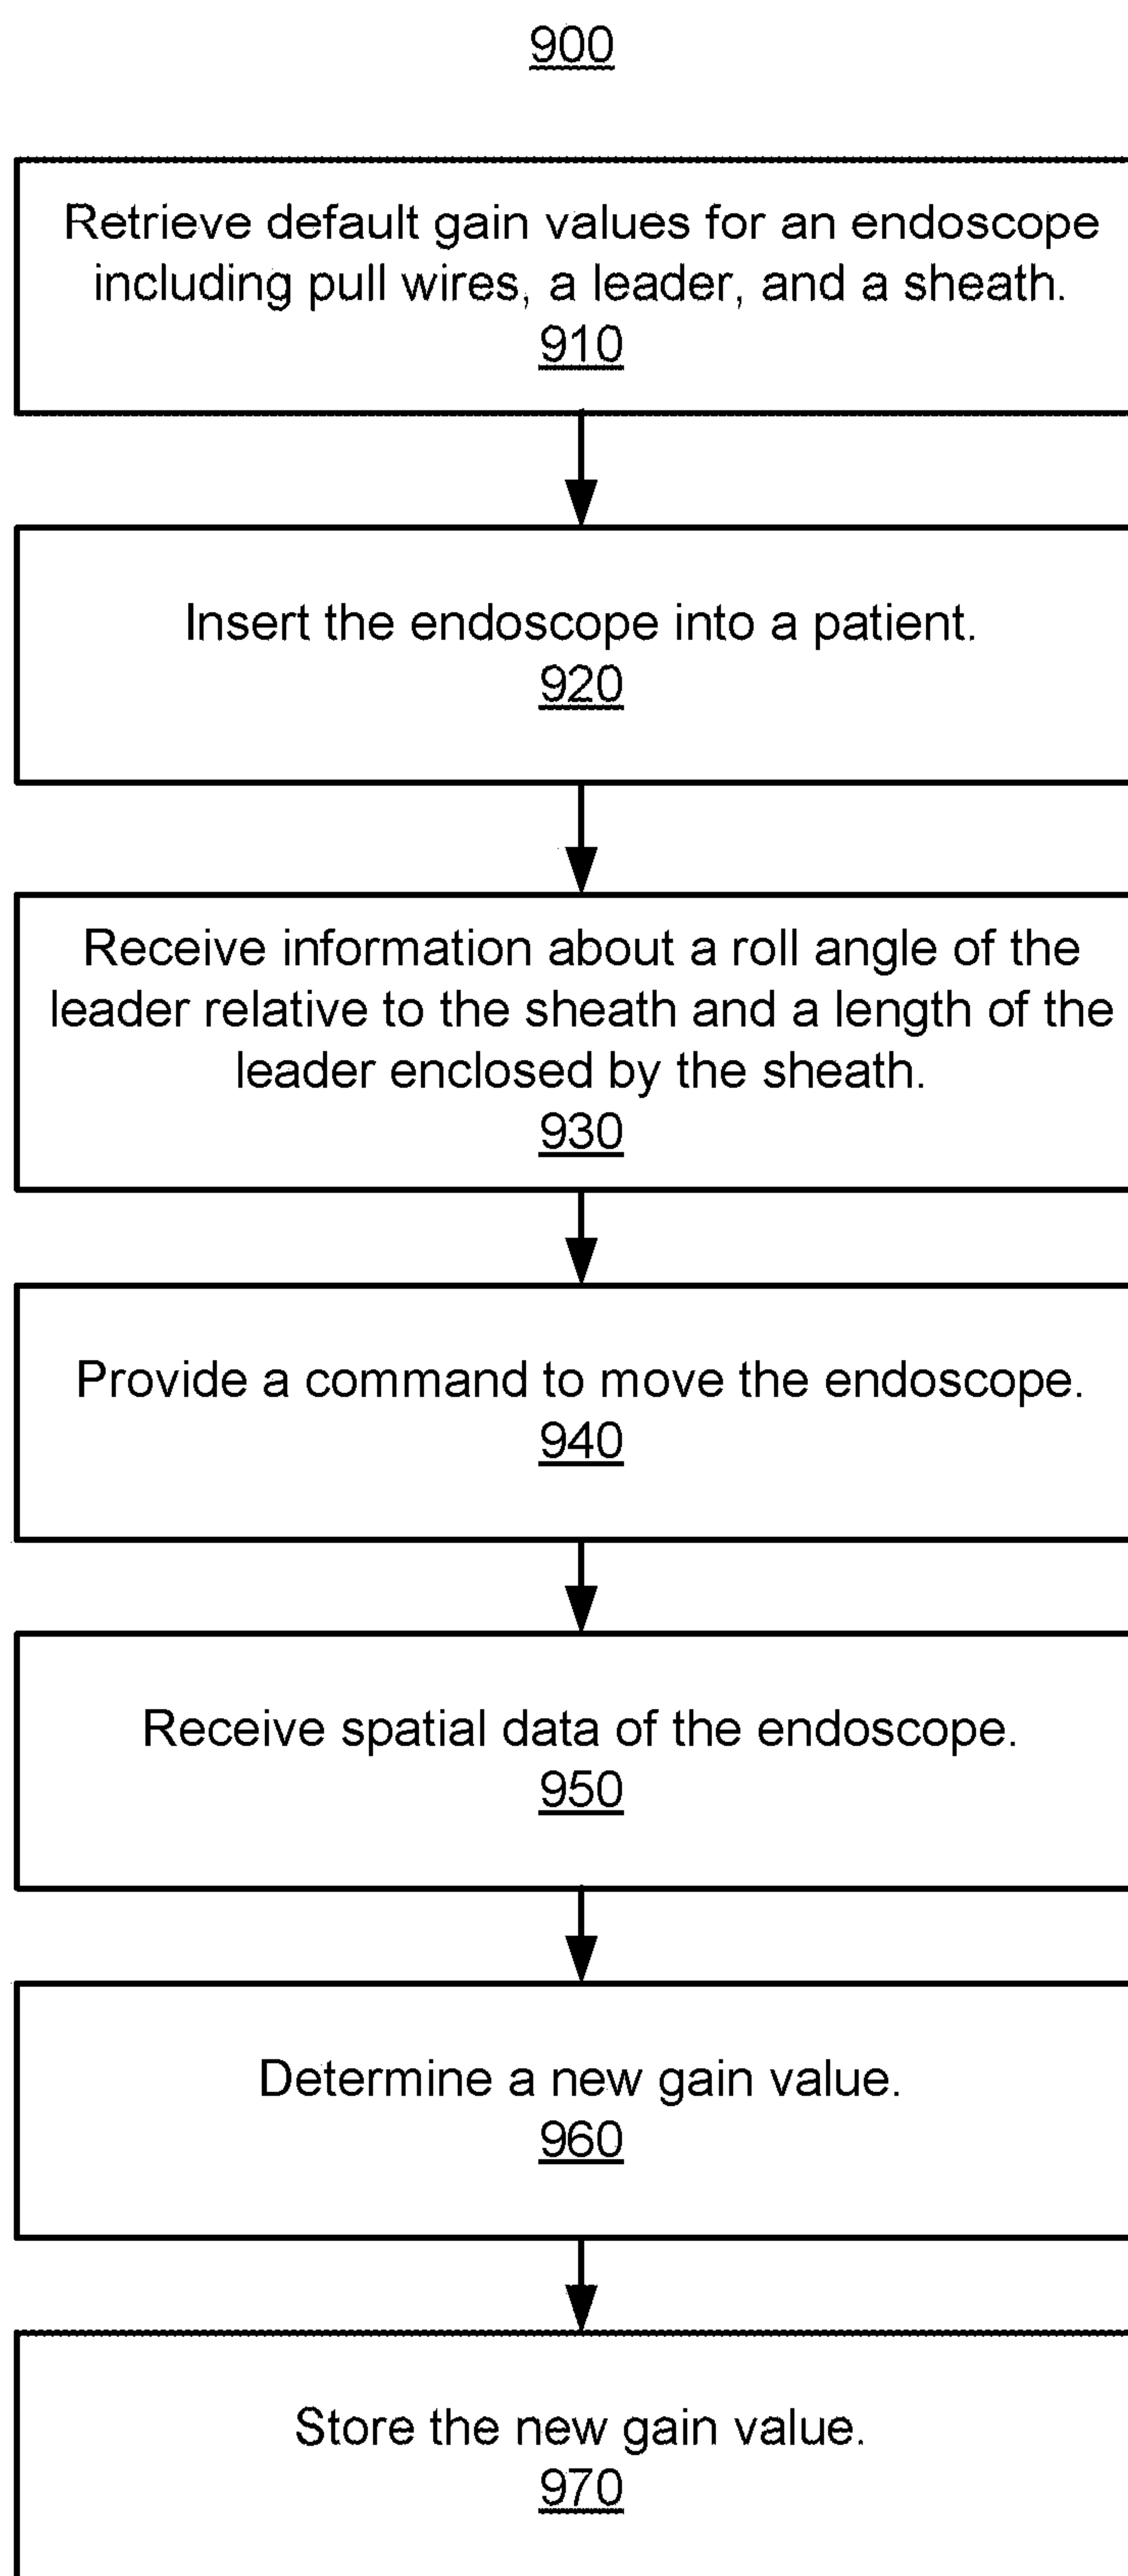 900
Retrieve default gain values for an endoscope
including pull wires, a leader, and a sheath.
910
Insert the endoscope into a patient.
920
Receive information about a roll angle of the
leader relative to the sheath and a length of the
leader enclosed by the sheath.
930
Provide a command to move the endoscope.
940
Receive spatial data of the endoscope.
950
Determine a new gain value.
960
Store the new gain value.
970